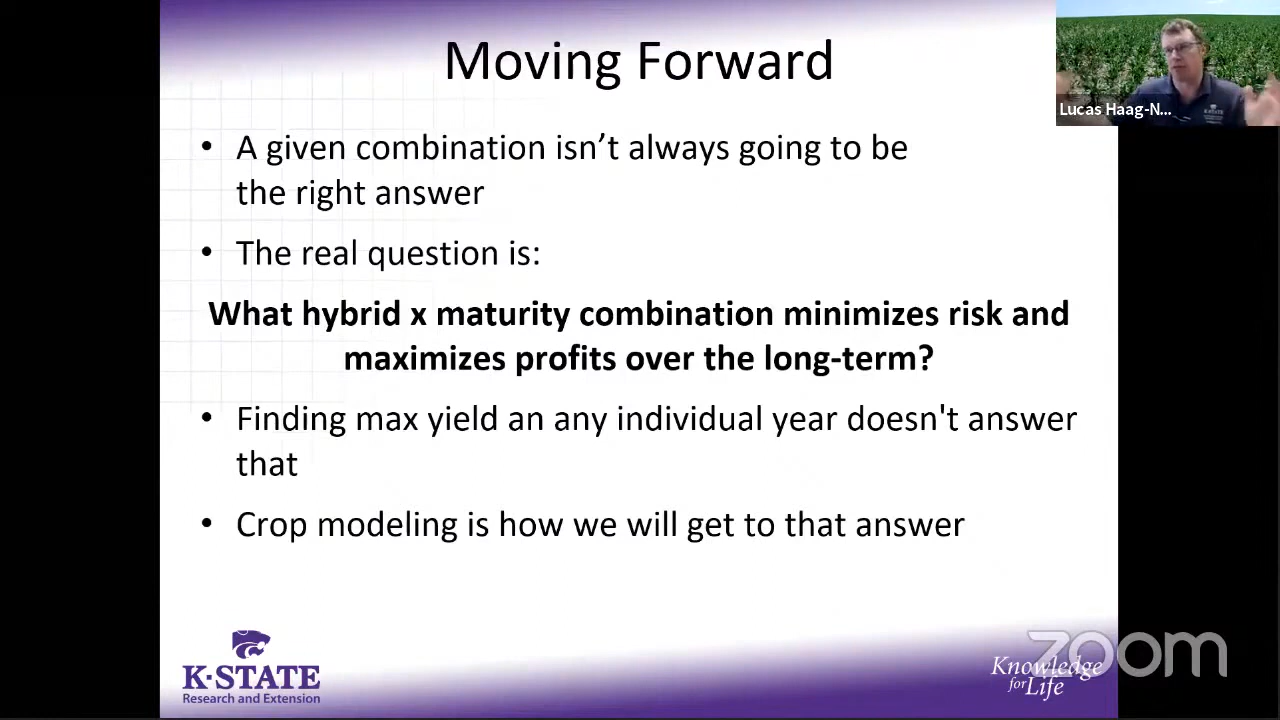 Moving Forward
Lucas Haag-N...
• A given combination isn’t always going to be
the right answer
• The real question is:
What hybrid x maturity combination minimizes risk and
maximizes profits over the long-term?
• Finding max yield an any individual year doesn't answer
that
• Crop modeling is how we will get to that answer
K-STATE
Research and Extension
Knowledge
for Life
zoom